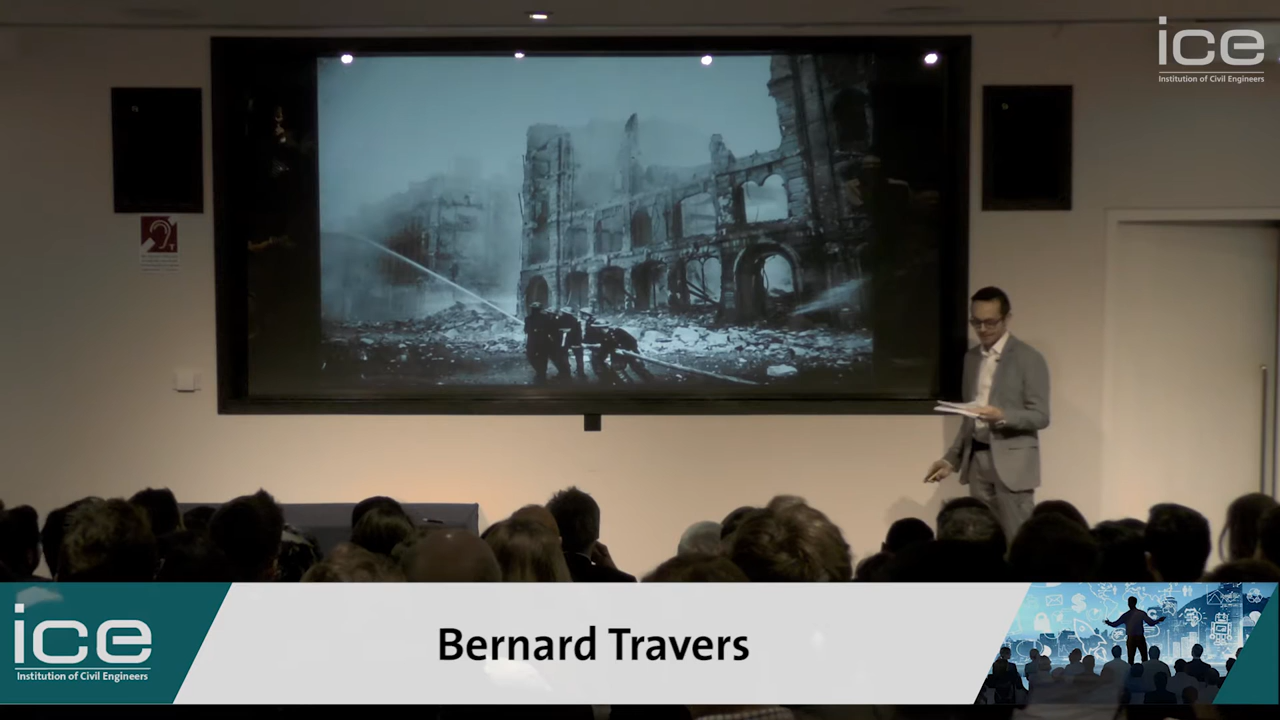 ice
Institution of Civil Engineers
T
Bernard Travers
ice
Institution of Civil Engineers